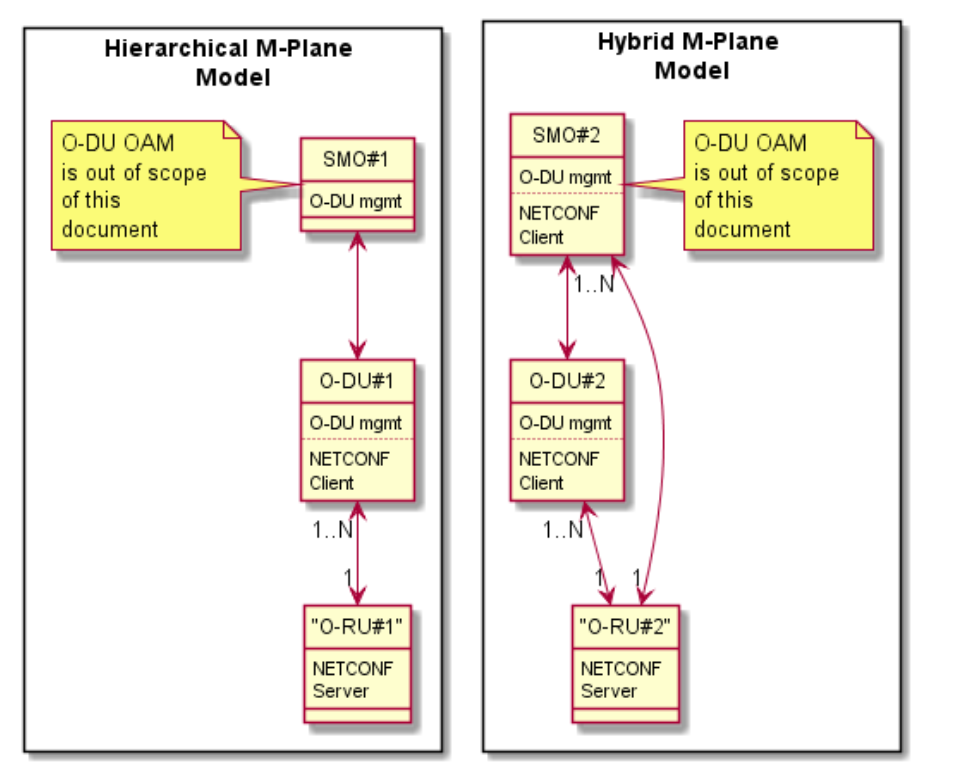 Hierarchical M-Plane
Model
O-DU OAM
is out of scope
of this
document
SMO#1
O-DU mgmt
O-DU#1
O-DU mgmt
NETCONF
Client
1..N
1
"O-RU#1"
NETCONF
Server
Hybrid M-Plane
Model
SMO#2
O-DU mgmt
NETCONF
Client
O-DU OAM
is out of scope
of this
document
1..N
O-DU#2
O-DU mgmt
NETCONF
Client
1..N
1
1
"O-RU#2"
NETCONF
Server